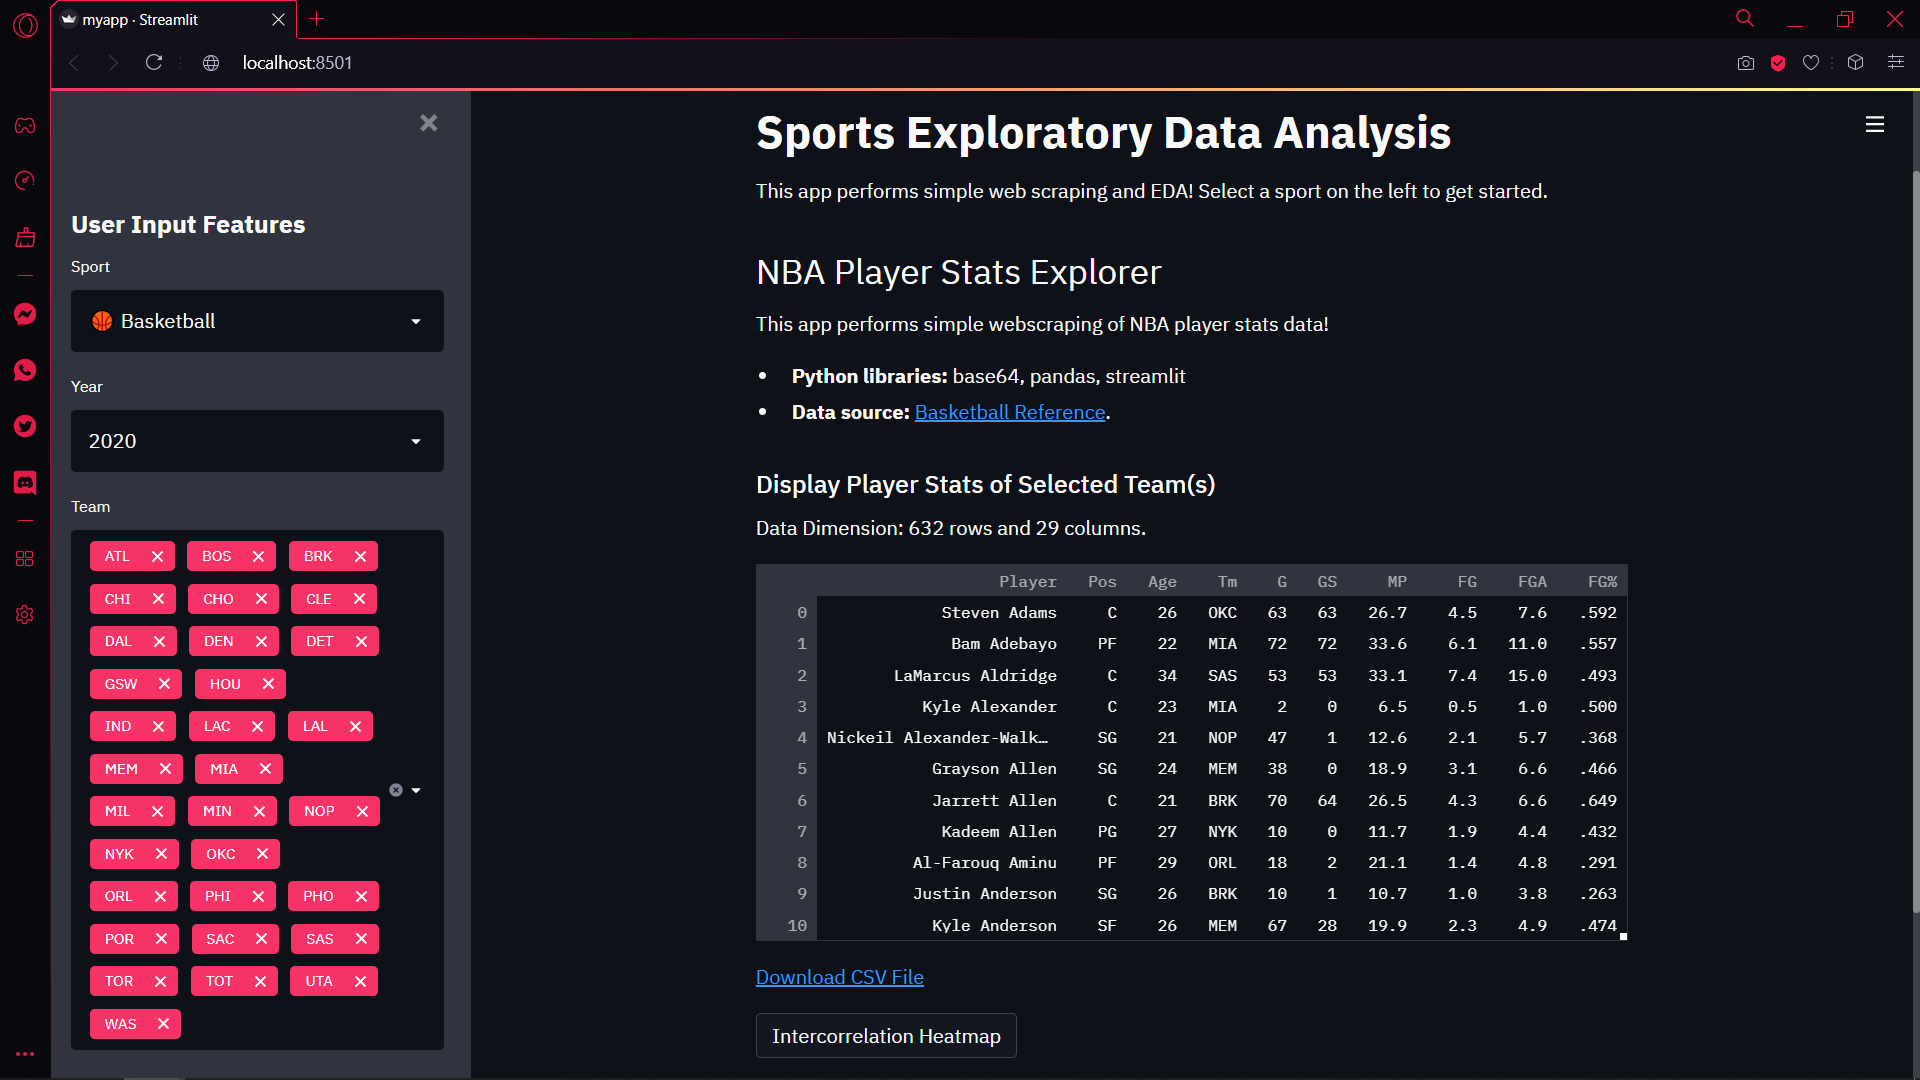 myapp · Streamlit
localhost:8501
User Input Features
Sport
Basketball
Year
2020
Team
ATL BOS BRK
CHI CHO CLE
DAL DEN DET
GSW HOU
IND LAC LAL
MEM MIA
MIL MIN NOP
NYK OKC
ORL PHI PHO
POR SAC SAS
TOR TOT UTA
WAS
Sports Exploratory Data Analysis
This app performs simple web scraping and EDA! Select a sport on the left to get started.
NBA Player Stats Explorer
This app performs simple webscraping of NBA player stats data!
• Python libraries: base64, pandas, streamlit
• Data source: Basketball Reference.
Display Player Stats of Selected Team(s)
Data Dimension: 632 rows and 29 columns.
Player Pos Age Tm G GS MP FG FGA FG%
0 Steven Adams C 26 OKC 63 63 26.7 4.5 7.6 .592
1 Bam Adebayo PF 22 MIA 72 72 33.6 6.1 11.0 .557
2 LaMarcus Aldridge C 34 SAS 53 53 33.1 7.4 15.0 .493
3 Kyle Alexander C 23 MIA 2 0 6.5 0.5 1.0 .500
4 Nickeil Alexander-Walk… SG 21 NOP 47 1 12.6 2.1 5.7 .368
5 Grayson Allen SG 24 MEM 38 0 18.9 3.1 6.6 .466
6 Jarrett Allen C 21 BRK 70 64 26.5 4.3 6.6 .649
7 Kadeem Allen PG 27 NYK 10 0 11.7 1.9 4.4 .432
8 Al-Farouq Aminu PF 29 ORL 18 2 21.1 1.4 4.8 .291
9 Justin Anderson SG 26 BRK 10 1 10.7 1.0 3.8 .263
10 Kyle Anderson SF 26 MEM 67 28 19.9 2.3 4.9 .474
Download CSV File
Intercorrelation Heatmap